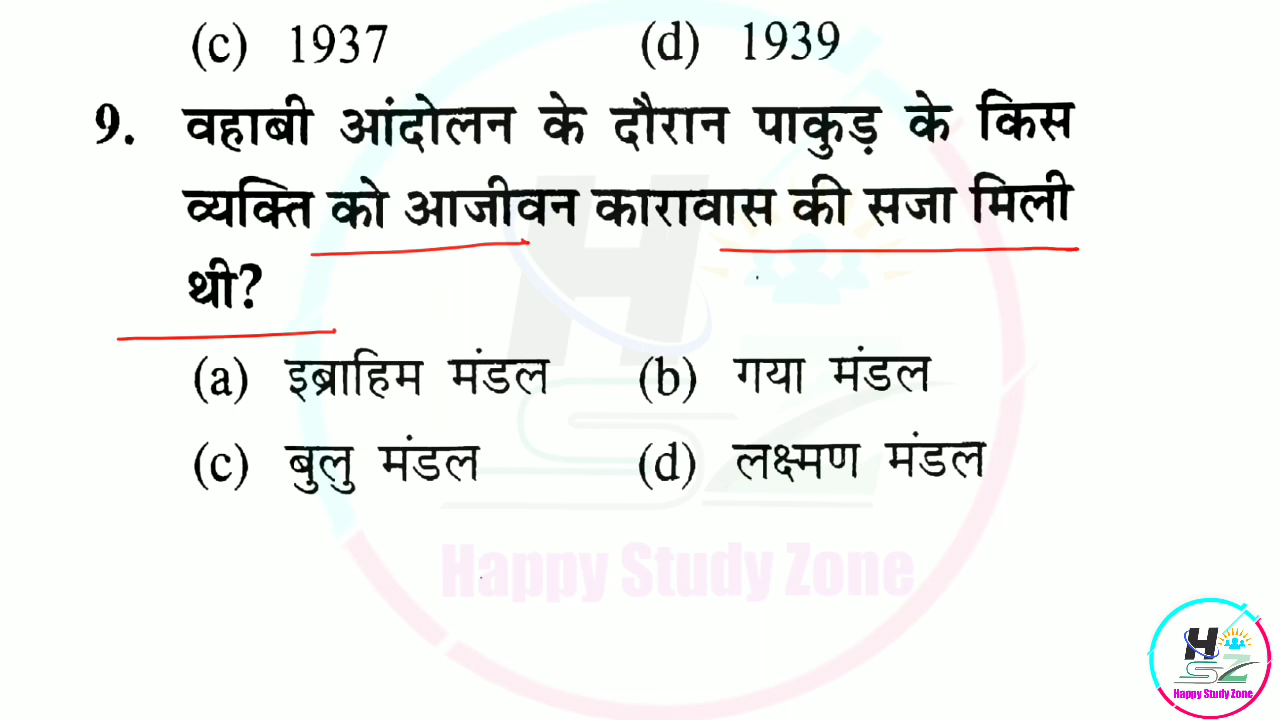 (c) 1937 (d) 1939
9. वहाबी आंदोलन के दौरान पाकुड़ के किस
व्यक्ति को आजीवन कारावास की सजा मिली
थी?
(a) इब्राहिम मंडल (b) गया मंडल
(c) बुलु मंडल (d) लक्ष्मण मंडल
Happy Study Zone
H
SZ
Happy Study Zone